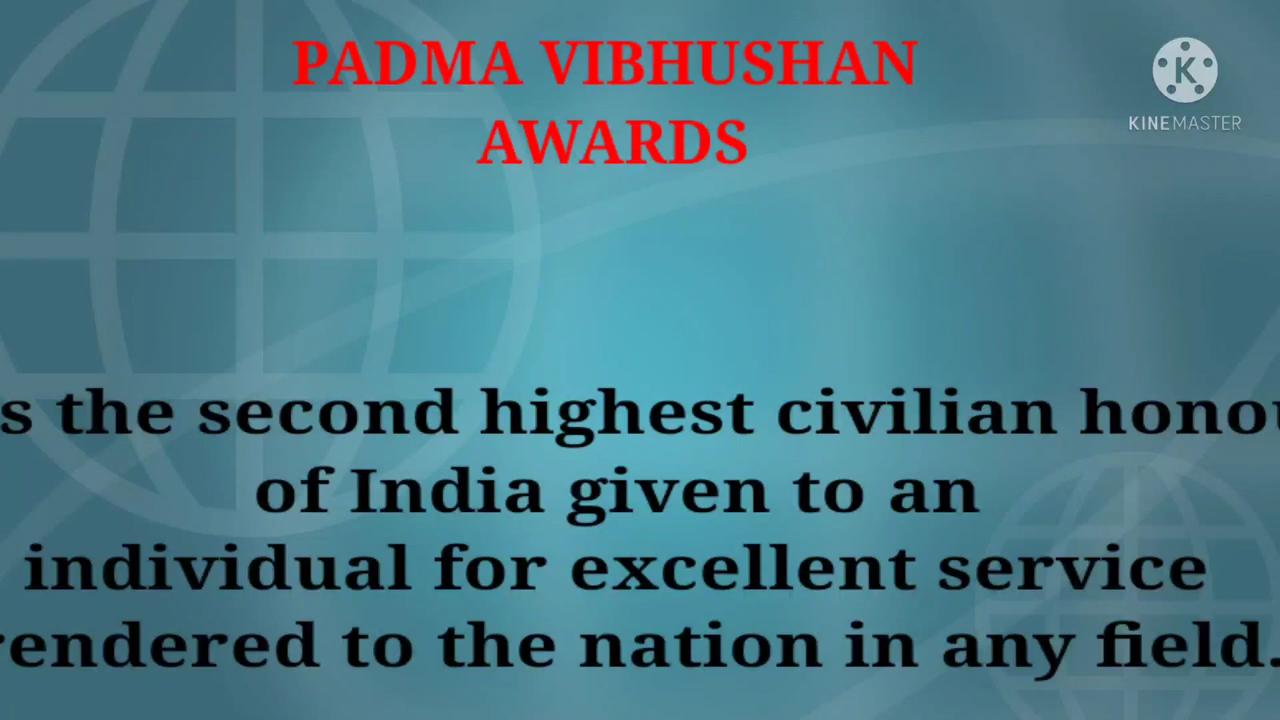 PADMA VIBHUSHAN
AWARDS
KINEMASTER
s the second highest civilian hono
of India given to an
individual for excellent service
rendered to the nation in any field.